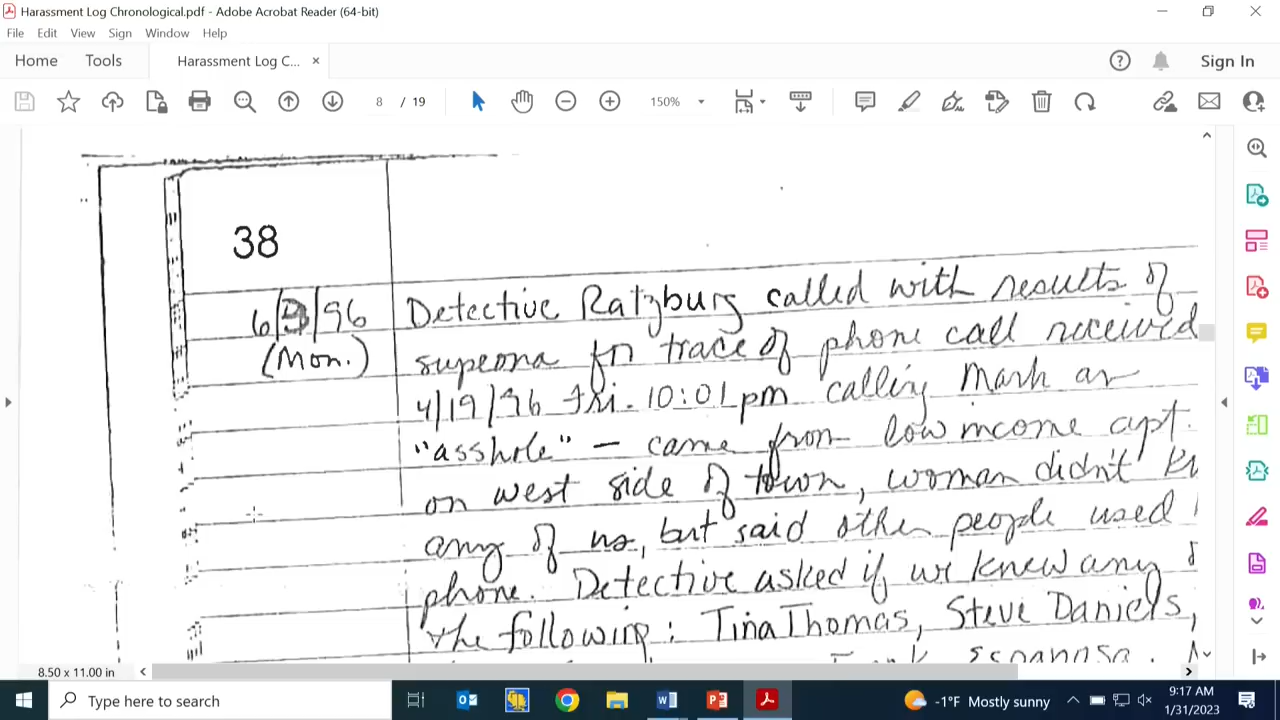 Harassment Log Chronological.pdf - Adobe Acrobat Reader (64-bit)
File Edit View Sign Window Help
Home Tools Harassment Log C... × Sign In
8 / 19 150%
38
6/3/96 Detective Ratzburg called with results of
(Mon.) supeona for trace of phone call received
4/19/96 Fri. 10:01 pm calling Mark an
"asshole" - came from low income apt.
on west side of town, woman didn't
any of us, but said other people used
phone. Detective asked if we knew any
the following: Tina Thomas, Steve Daniels,
8.50 x 11.00 in
Type here to search
-1°F Mostly sunny
9:17 AM
1/31/2023